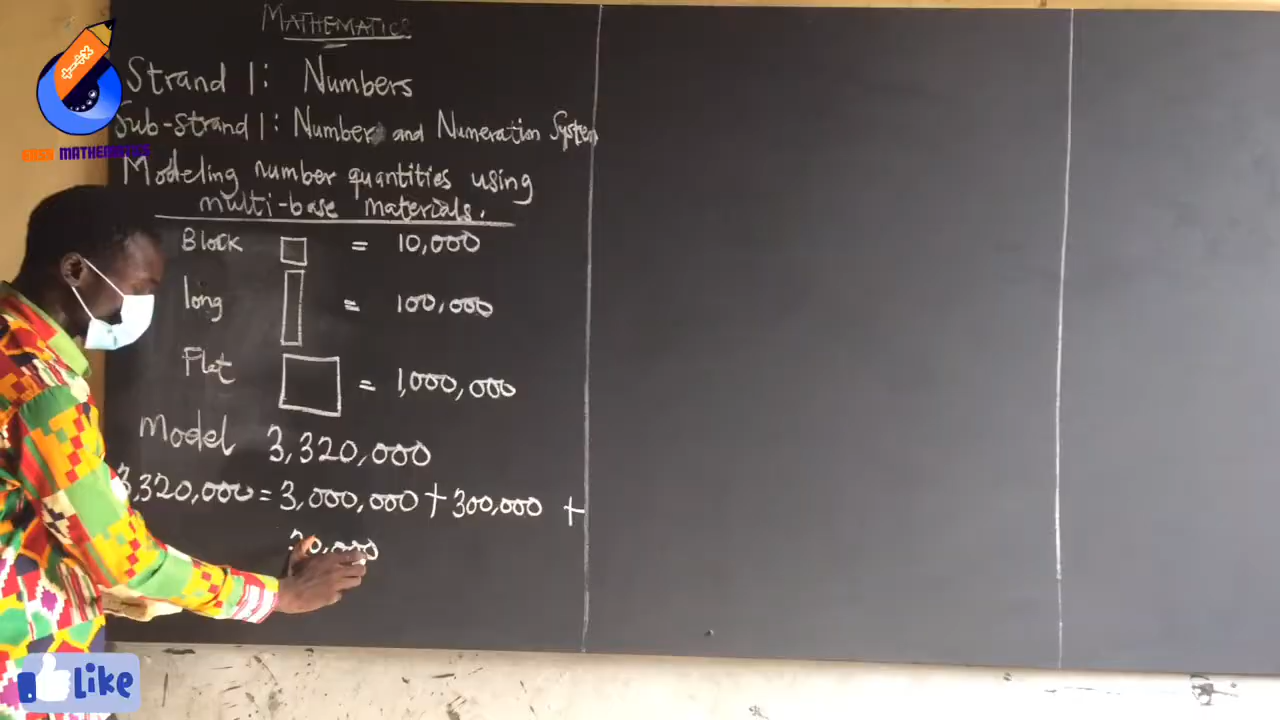 MATHEMATICS
Strand 1: Numbers
Sub-strand 1: Number and Numeration System
Modeling number quantities using
multi-base materials.
Block = 10,000
long = 100,000
Flat = 1,000,000
Model 3,320,000
3,320,000 = 3,000,000 + 300,000 +
20,000
MATHEMATICS
Like